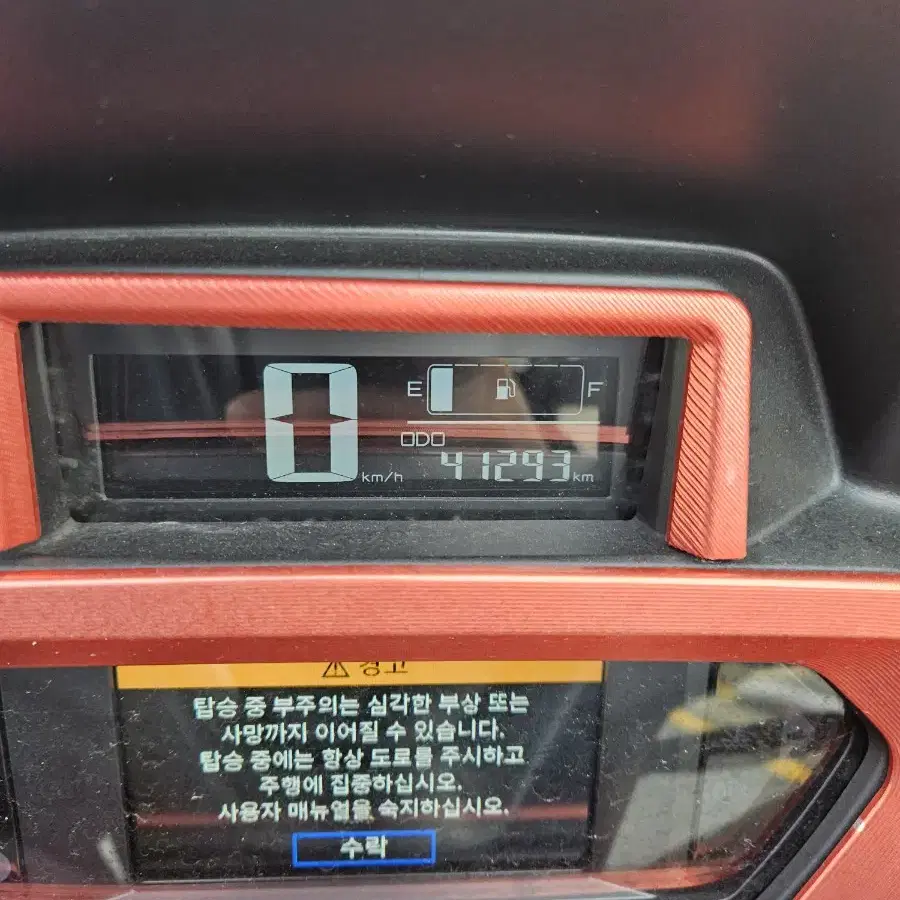 0
km/h
E
F
ODO
41293 km
⚠ 경고
탑승 중 부주의는 심각한 부상 또는
사망까지 이어질 수 있습니다.
탑승 중에는 항상 도로를 주시하고
주행에 집중하십시오.
사용자 매뉴얼을 숙지하십시오.
수락